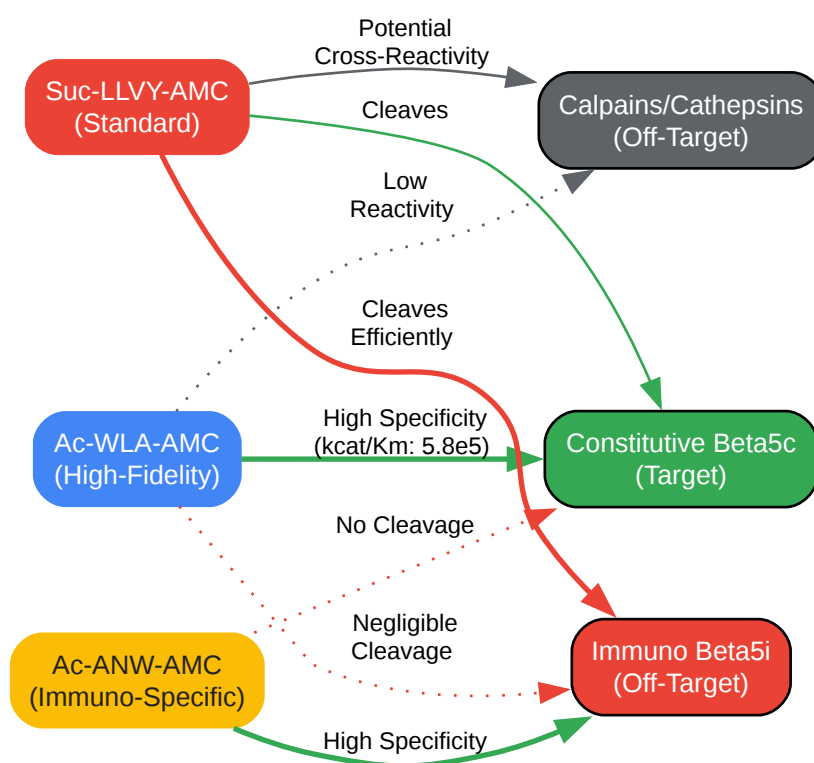 Potential
Cross-Reactivity
Suc-LLVY-AMC
(Standard)
Calpains/Cathepsins
(Off-Target)
Cleaves
Low
Reactivity
Cleaves
Efficiently
High Specificity
(kcat/Km: 5.8e5)
Ac-WLA-AMC
(High-Fidelity)
Constitutive Beta5c
(Target)
No Cleavage
Negligible
Cleavage
Ac-ANW-AMC
(Immuno-Specific)
Immuno Beta5i
(Off-Target)
High Specificity